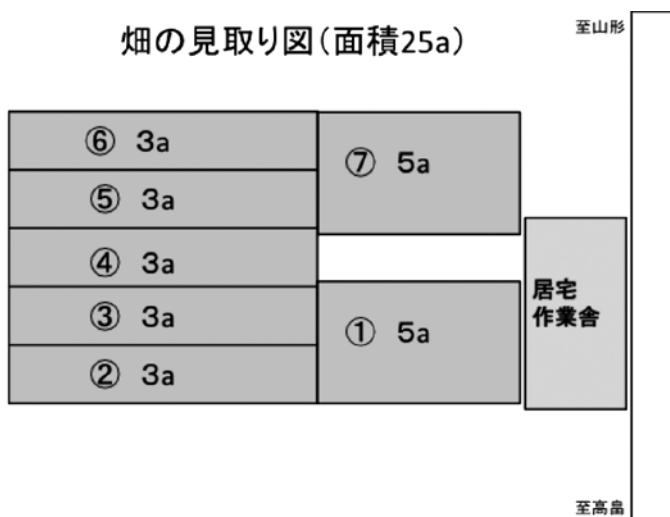 畑の見取り図(面積25a)
至山形
⑥ 3a
⑦ 5a
⑤ 3a
④ 3a
③ 3a
① 5a
② 3a
居宅
作業舎
至高畠